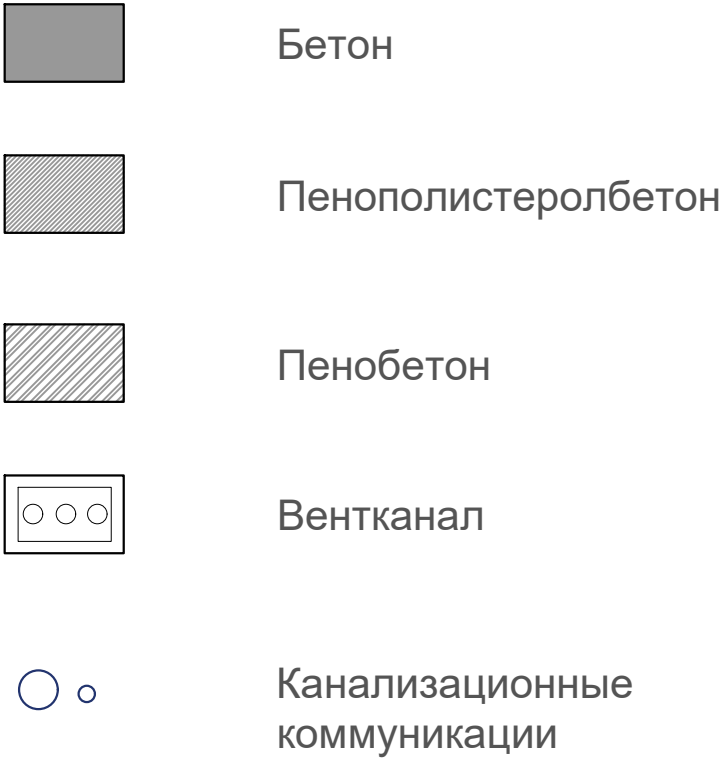 Бетон
Пенополистеролбетон
Пенобетон
Вентканал
Канализационные
коммуникации